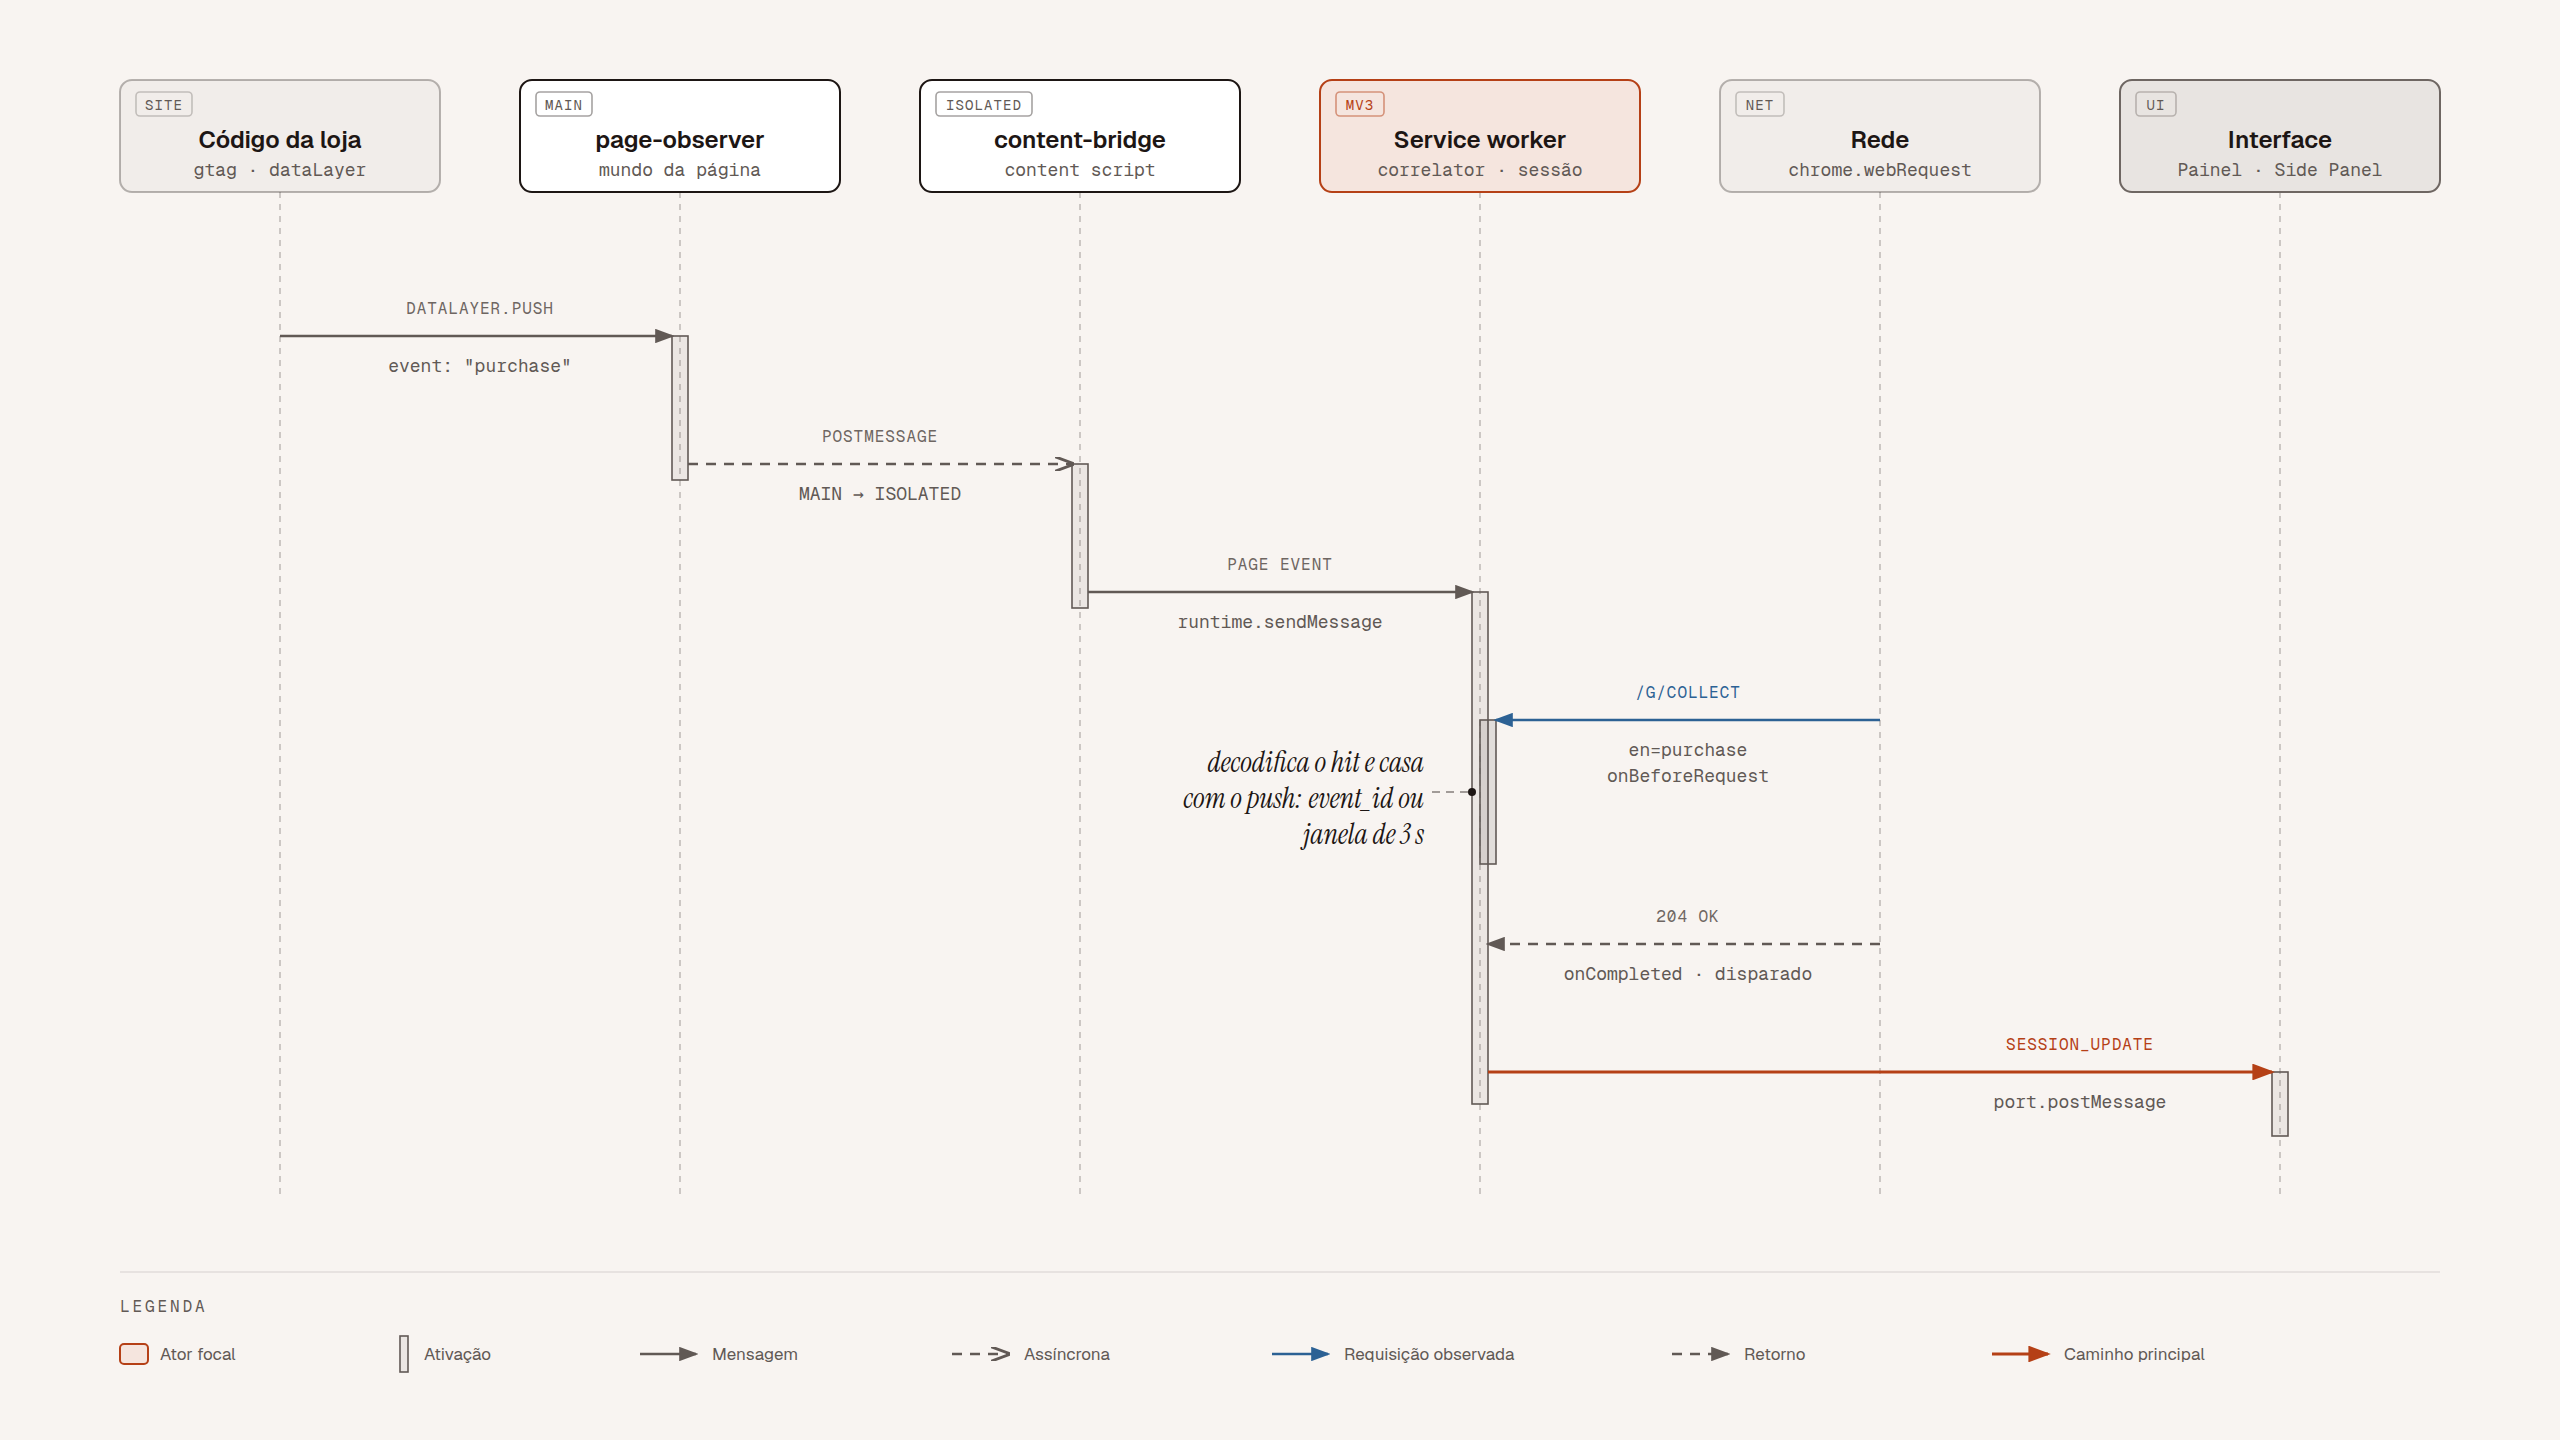 SITE
Código da loja
gtag · dataLayer
MAIN
page-observer
mundo da página
ISOLATED
content-bridge
content script
MV3
Service worker
correlator · sessão
NET
Rede
chrome.webRequest
UI
Interface
Painel · Side Panel
DATALAYER.PUSH
event: "purchase"
POSTMESSAGE
MAIN → ISOLATED
PAGE EVENT
runtime.sendMessage
/G/COLLECT
en=purchase
onBeforeRequest
decodifica o hit e casa
com o push: event_id ou
janela de 3 s
204 OK
onCompleted · disparado
SESSION_UPDATE
port.postMessage
LEGENDA
Ator focal
Ativação
Mensagem
Assíncrona
Requisição observada
Retorno
Caminho principal